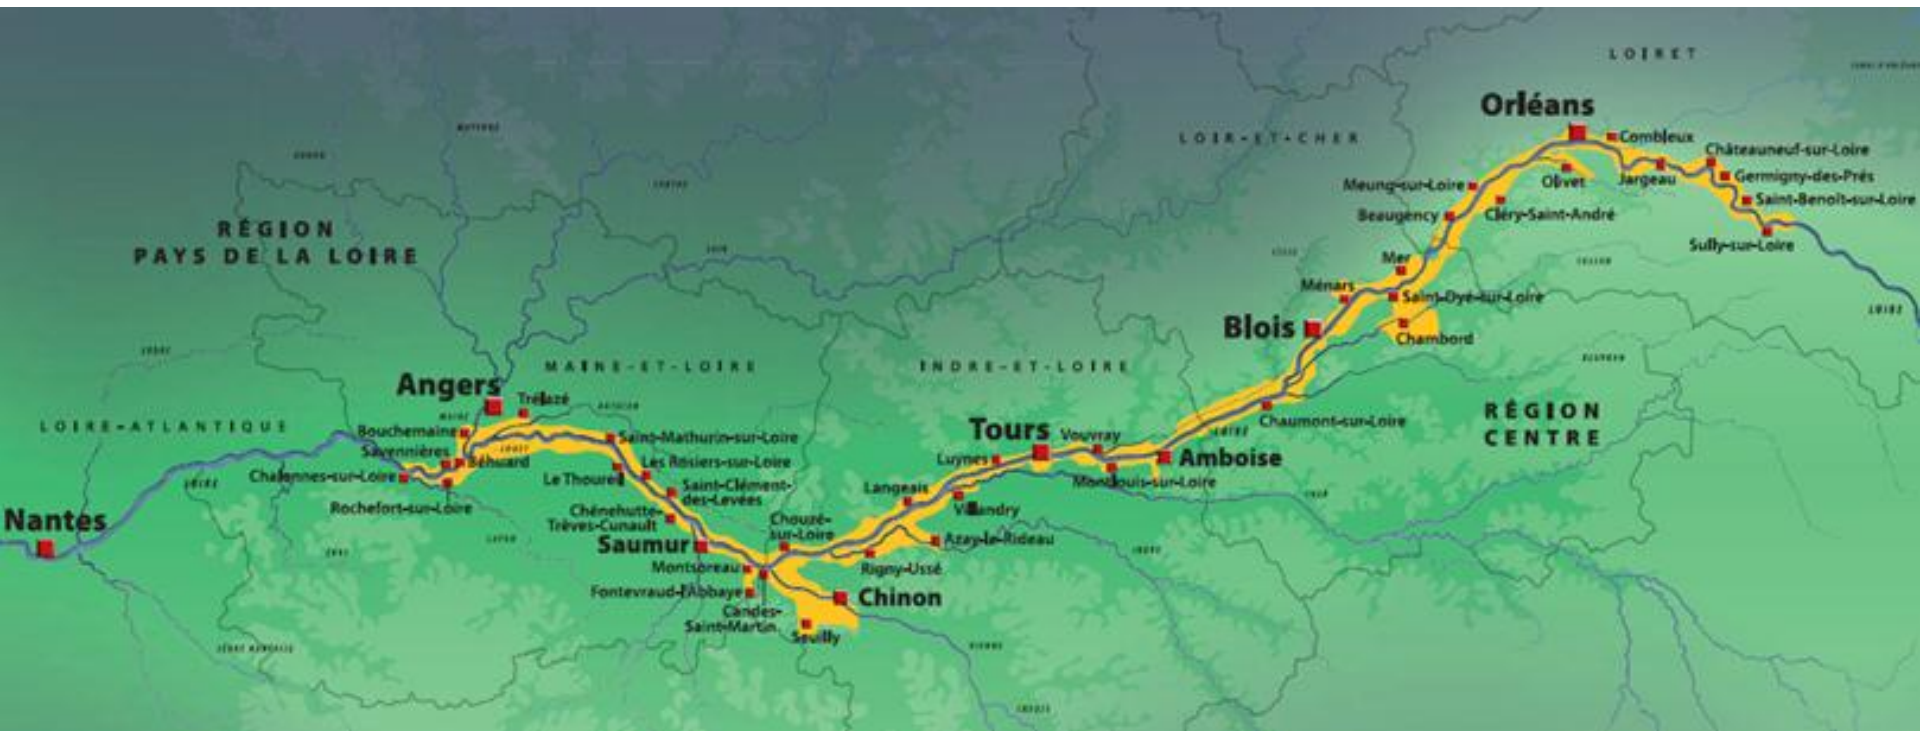 LOIRET
Orléans
Combleux
LOIR-ET-CHER
Châteauneuf-sur-Loire
Meung-sur-Loire
Olivet
Jargeau
Germigny-des-Prés
Beaugency
Cléry-Saint-André
Saint-Benoît-sur-Loire
RÉGION
PAYS DE LA LOIRE
Sully-sur-Loire
Mer
Ménars
Saint-Dyé-sur-Loire
LOIRE
Blois
Chambord
MAINE-ET-LOIRE
INDRE-ET-LOIRE
Angers
Trélazé
RÉGION
CENTRE
LOIRE-ATLANTIQUE
Bouchemaine
Saint-Mathurin-sur-Loire
Tours
Vouvray
Chaumont-sur-Loire
LOIRE
Savennières
Béhuard
Les Rosiers-sur-Loire
Luynes
Amboise
Chalonnes-sur-Loire
Le Thoureil
Montlouis-sur-Loire
LOIRE
Saint-Clément-
des-Levées
Langeais
Rochefort-sur-Loire
Villandry
Nantes
Chênehutte-
Trèves-Cunault
Chouzé-
sur-Loire
Saumur
Azay-le-Rideau
INDRE
Montsoreau
Rigny-Ussé
Fontevraud-l'Abbaye
Chinon
Candes-
Saint-Martin
Seuilly
VIENNE